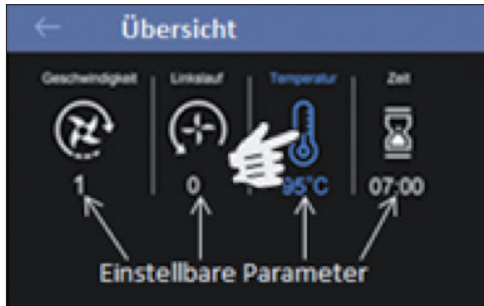 Übersicht
Geschwindigkeit Linkslauf Temperatur Zeit
1 0 95°C 07:00
Einstellbare Parameter